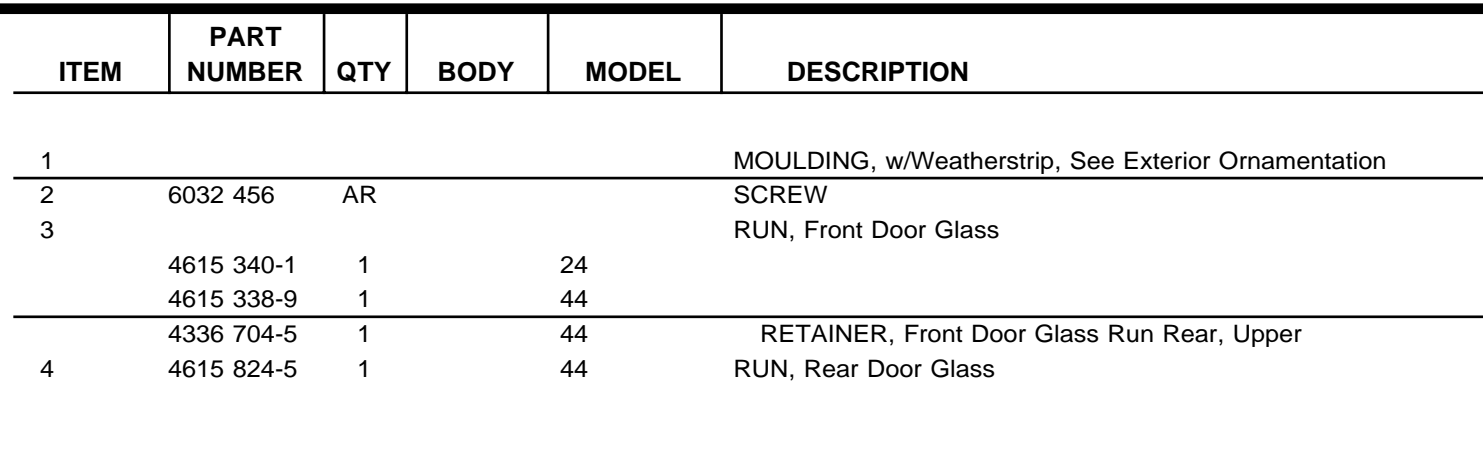 PART
ITEM NUMBER QTY BODY MODEL DESCRIPTION
1 MOULDING, w/Weatherstrip, See Exterior Ornamentation
2 6032 456 AR SCREW
3 RUN, Front Door Glass
4615 340-1 1 24
4615 338-9 1 44
4336 704-5 1 44 RETAINER, Front Door Glass Run Rear, Upper
4 4615 824-5 1 44 RUN, Rear Door Glass